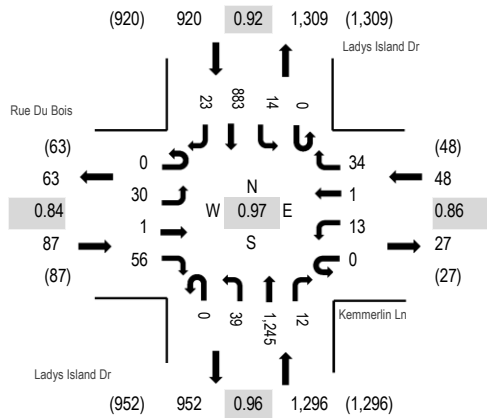 (920) 920 0.92 1,309 (1,309)
Ladys Island Dr
Rue Du Bois
23 883 14 0
(63) (48)
0 34
63 48
30 N 1
0.84 W 0.97 E 0.86
1 S 13
87 27
56 0
(87) (27)
0 39 1,245 12
Kemmerlin Ln
Ladys Island Dr
(952) 952 0.96 1,296 (1,296)